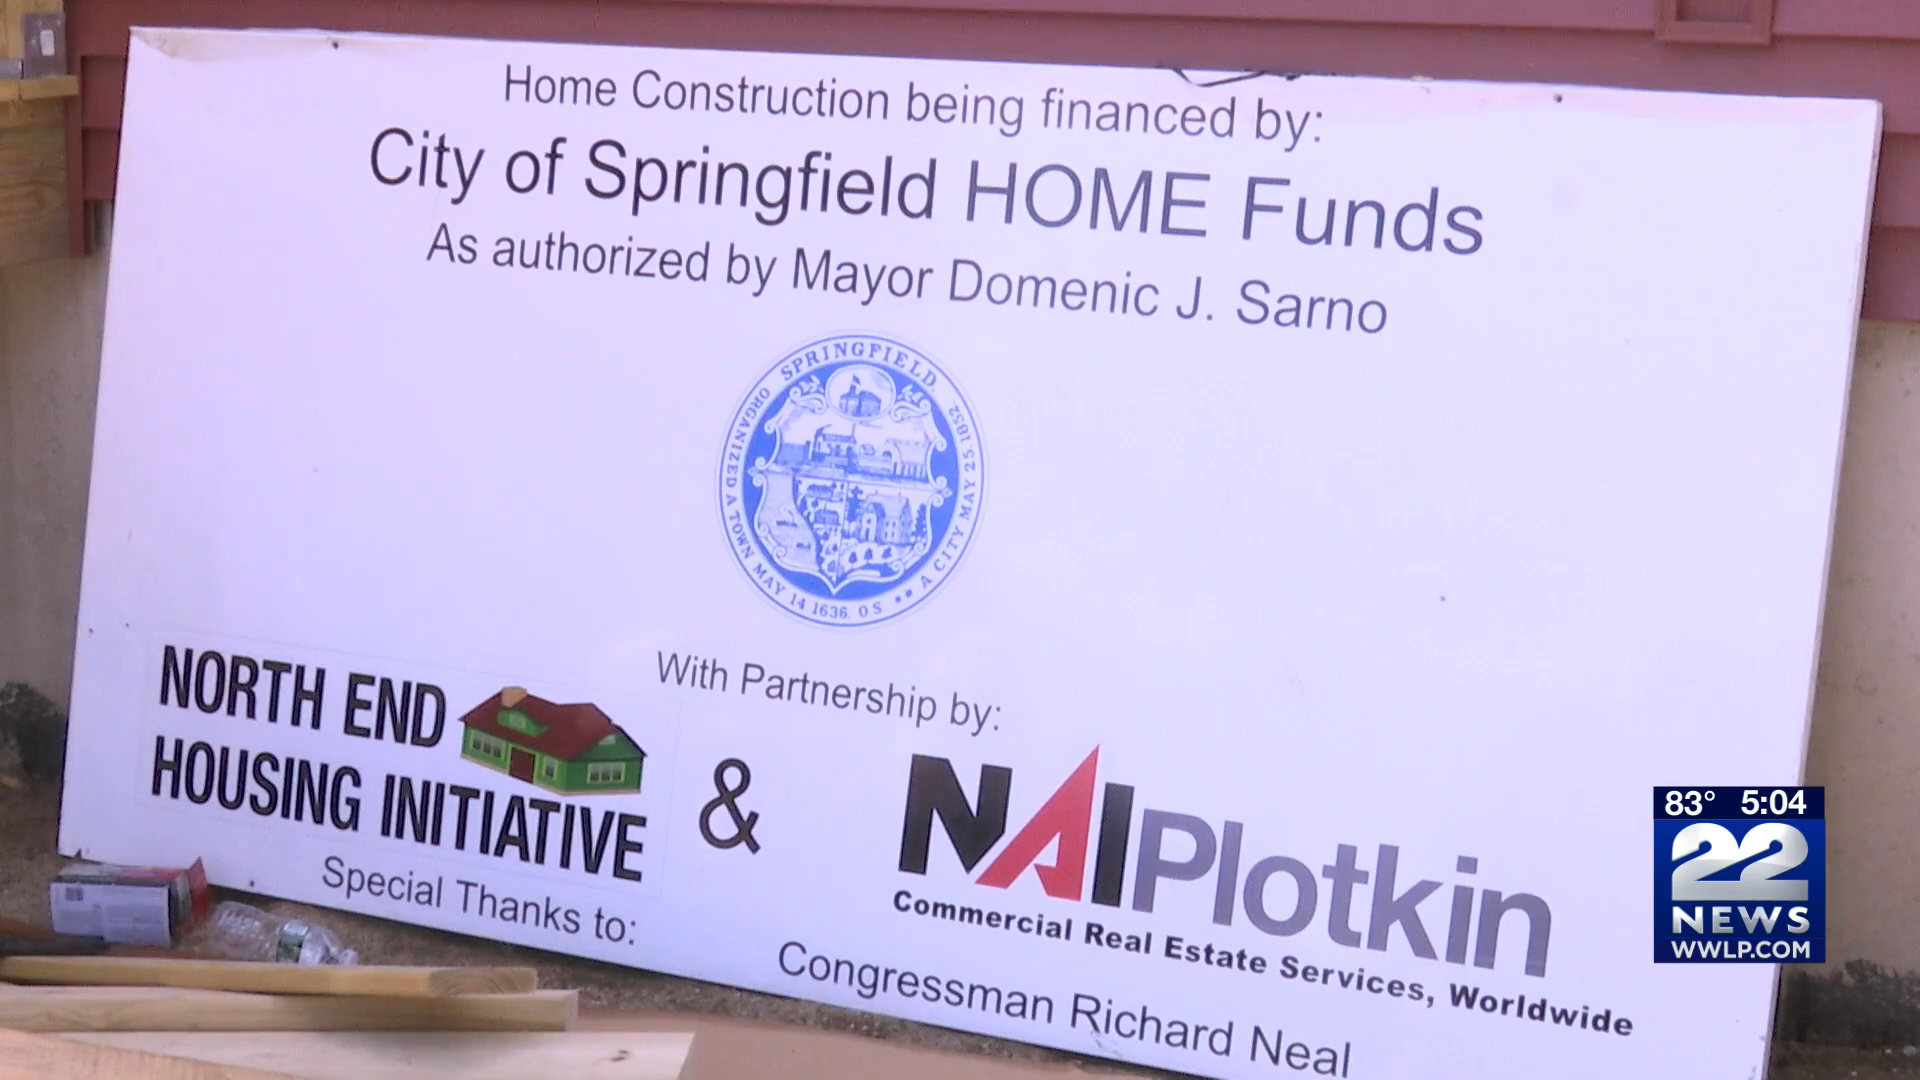 Home Construction being financed by:
City of Springfield HOME Funds
As authorized by Mayor Domenic J. Sarno
SPRINGFIELD.
ORGANIZED A TOWN MAY 14 1636. O S. A CITY MAY 25, 1852.
With Partnership by:
NORTH END
HOUSING INITIATIVE
&
NAIPlotkin
Commercial Real Estate Services, Worldwide
Special Thanks to:
Congressman Richard Neal
83° 5:04
22
NEWS
WWLP.COM